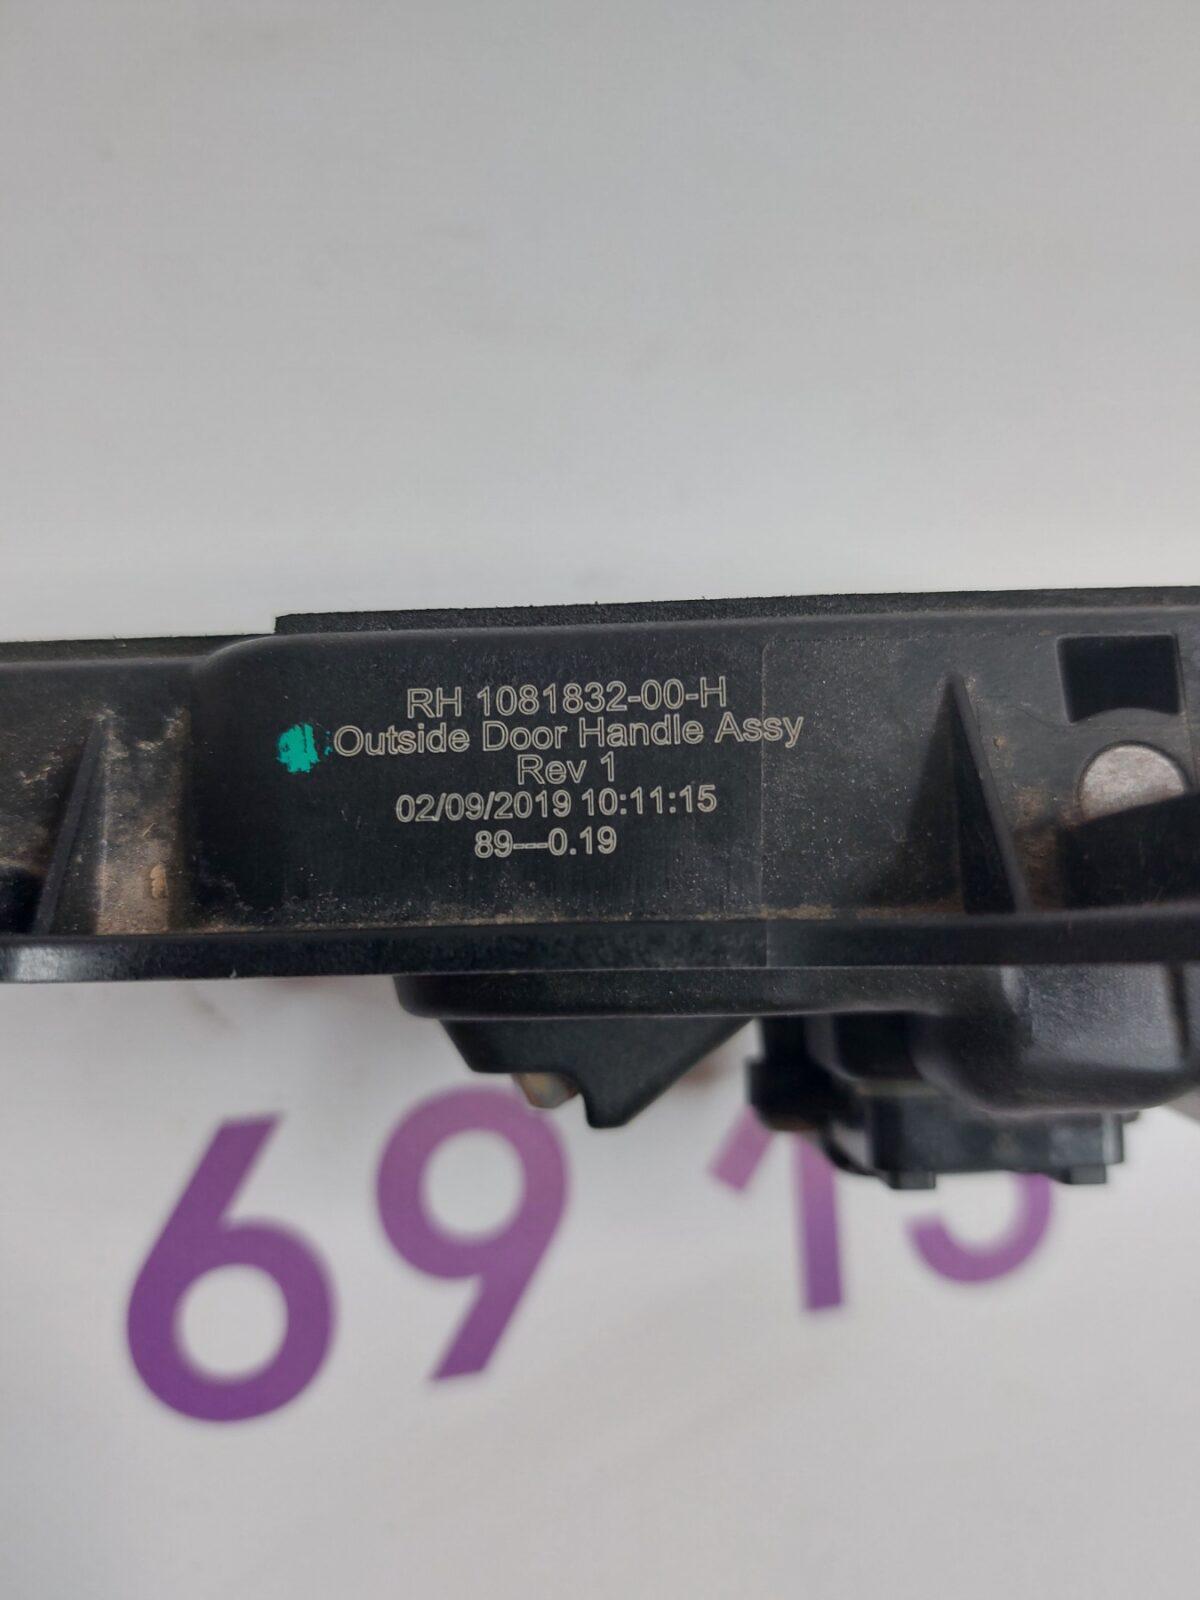 RH 1081832-00-H
Outside Door Handle Assy
Rev 1
02/09/2019 10:11:15
89---0.19
69 15